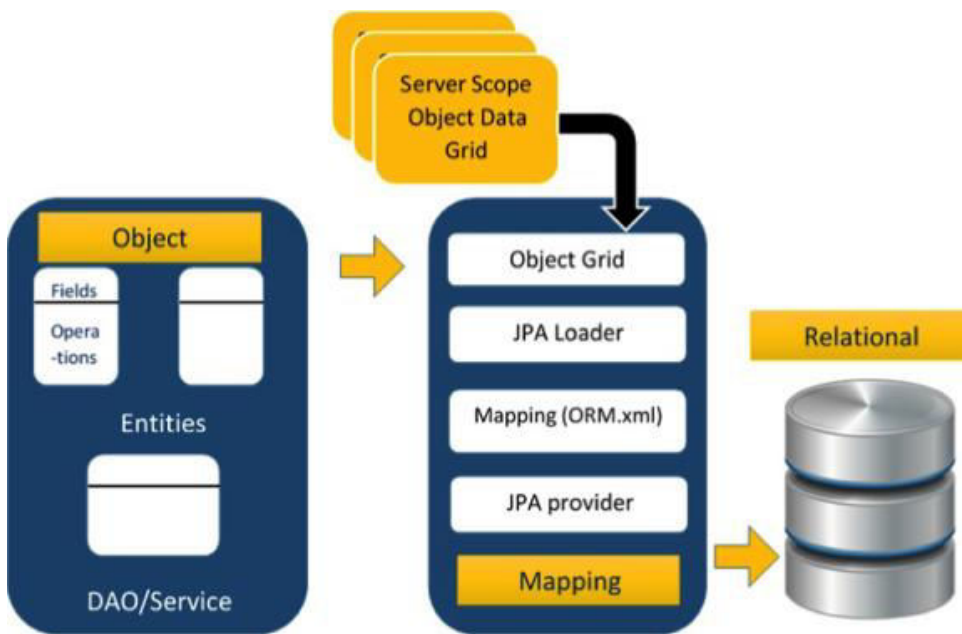 Server Scope
Object Data
Grid
Object
Fields
Opera
-tions
Entities
DAO/Service
Object Grid
JPA Loader
Mapping (ORM.xml)
JPA provider
Mapping
Relational